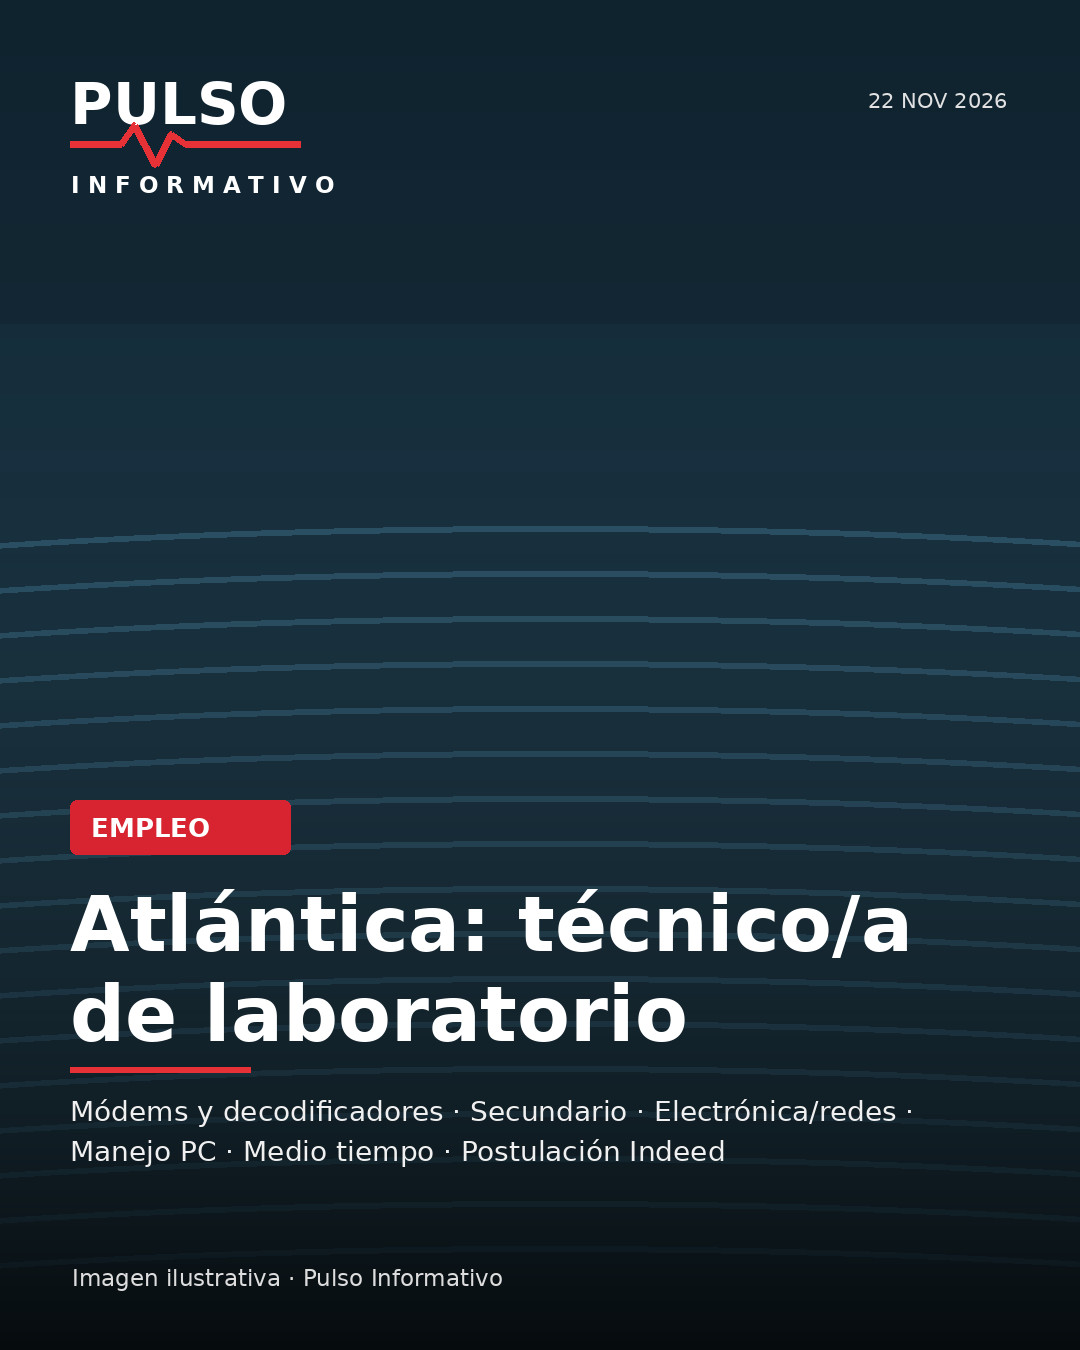 PULSO
INFORMATIVO
22 NOV 2026
EMPLEO
Atlántica: técnico/a
de laboratorio
Módems y decodificadores · Secundario · Electrónica/redes ·
Manejo PC · Medio tiempo · Postulación Indeed
Imagen ilustrativa · Pulso Informativo